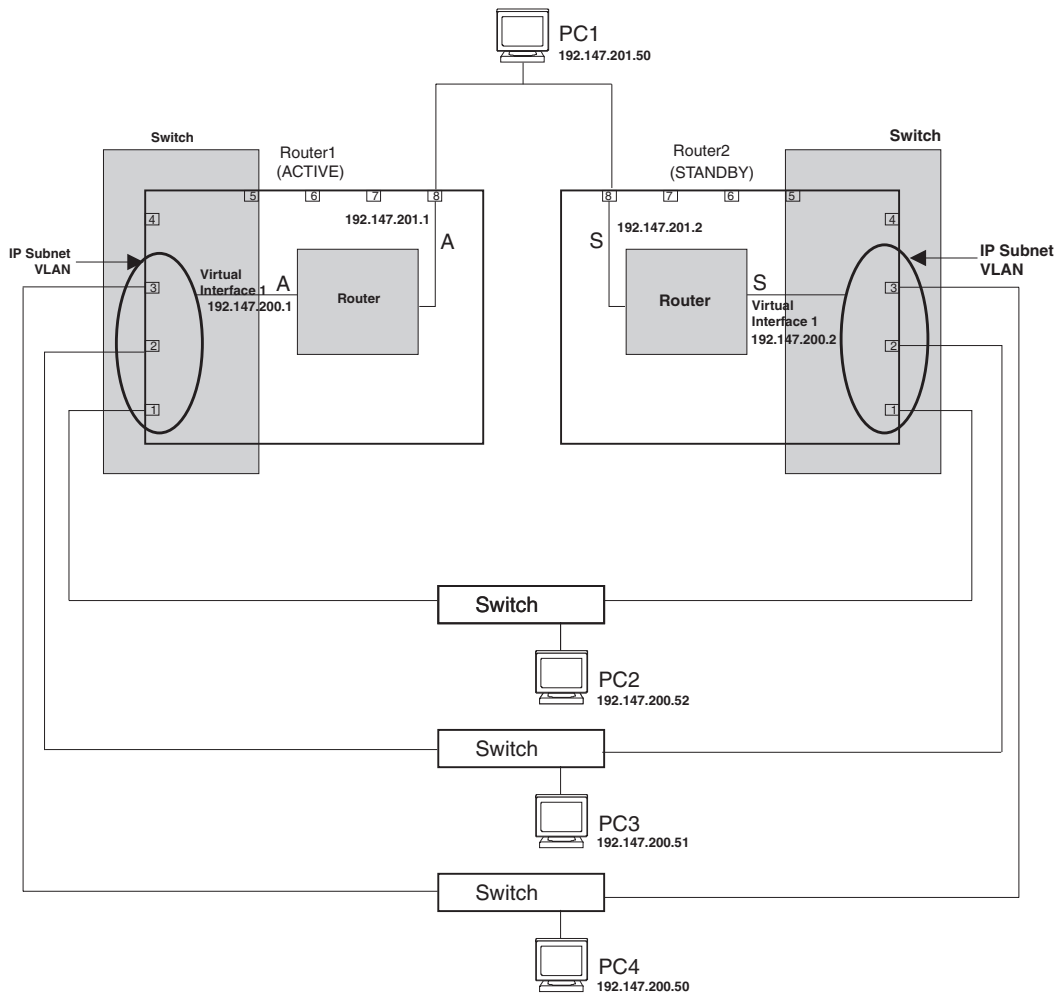 PC1
192.147.201.50
Switch
Router1
(ACTIVE)
5
6
7
8
4
192.147.201.1
A
IP Subnet
VLAN
3
Virtual
Interface 1
A
192.147.200.1
Router
2
1
Switch
Router2
(STANDBY)
8
7
6
5
4
192.147.201.2
S
IP Subnet
VLAN
Router
S
Virtual
Interface 1
192.147.200.2
3
2
1
Switch
PC2
192.147.200.52
Switch
PC3
192.147.200.51
Switch
PC4
192.147.200.50